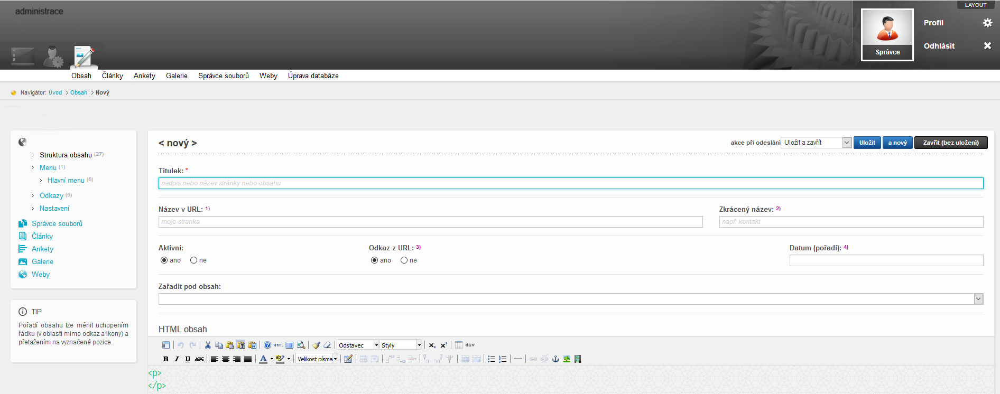 administrace
LAYOUT
Profil
Odhlásit
Správce
Obsah Články Ankety Galerie Správce souborů Weby Úprava databáze
Navigátor: Úvod > Obsah > Nový
Struktura obsahu (27)
Menu (1)
Hlavní menu (5)
Odkazy (5)
Nastavení
Správce souborů
Články
Ankety
Galerie
Weby
TIP
Pořadí obsahu lze měnit uchopením
řádku (v oblasti mimo odkaz a ikony) a
přetažením na vyznačené pozice.
< nový >
akce při odeslání Uložit a zavřít Uložit a nový Zavřít (bez uložení)
Titulek: *
nadpis nebo název stránky nebo obsahu
Název v URL: 1) Zkrácený název: 2)
moje-stranka např. kontakt
Aktivní: Odkaz z URL: 3) Datum (pořadí): 4)
ano ne ano ne
Zařadit pod obsah:
HTML obsah
HTML Odstavec Styly x₂ x² div
B I U ABC A ab Velikost písma
<p>
</p>